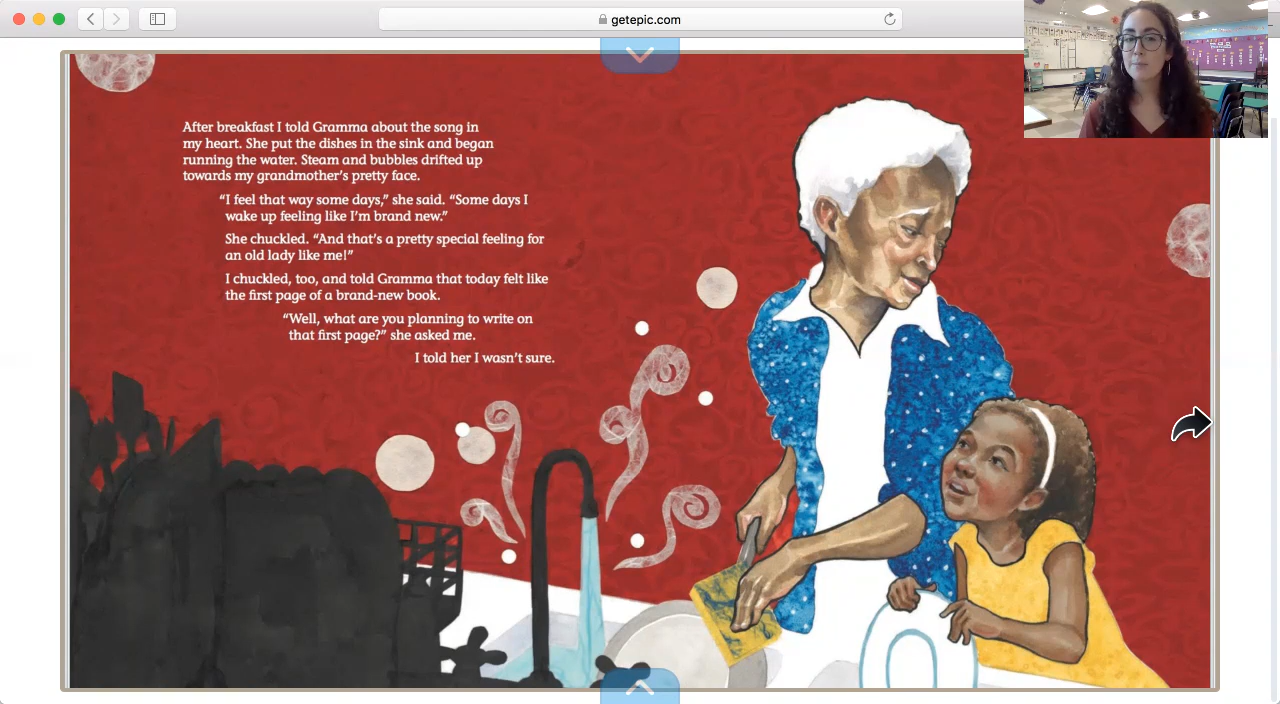 getepic.com
After breakfast I told Gramma about the song in
my heart. She put the dishes in the sink and began
running the water. Steam and bubbles drifted up
towards my grandmother's pretty face.
"I feel that way some days," she said. "Some days I
wake up feeling like I'm brand new."
She chuckled. "And that's a pretty special feeling for
an old lady like me!"
I chuckled, too, and told Gramma that today felt like
the first page of a brand-new book.
"Well, what are you planning to write on
that first page?" she asked me.
I told her I wasn't sure.